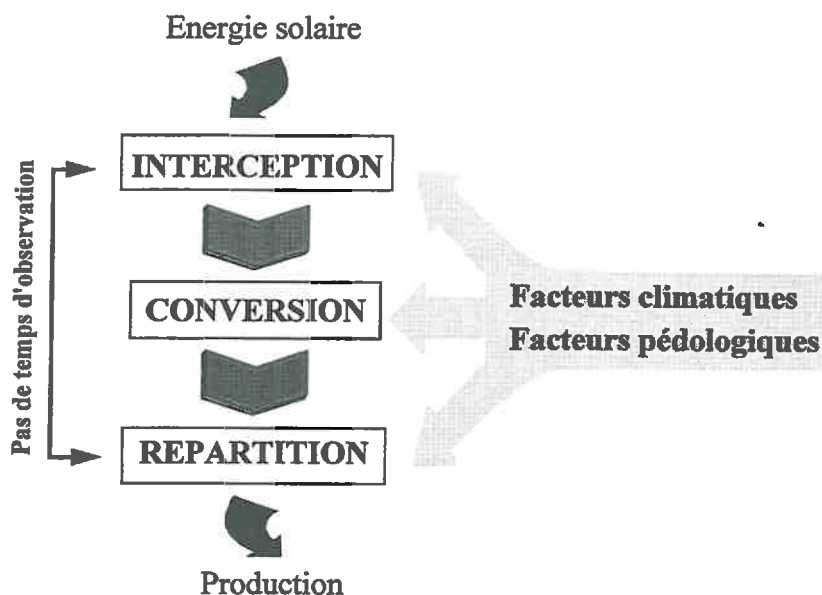 Energie solaire
INTERCEPTION
CONVERSION
REPARTITION
Production
Pas de temps d'observation
Facteurs climatiques
Facteurs pédologiques